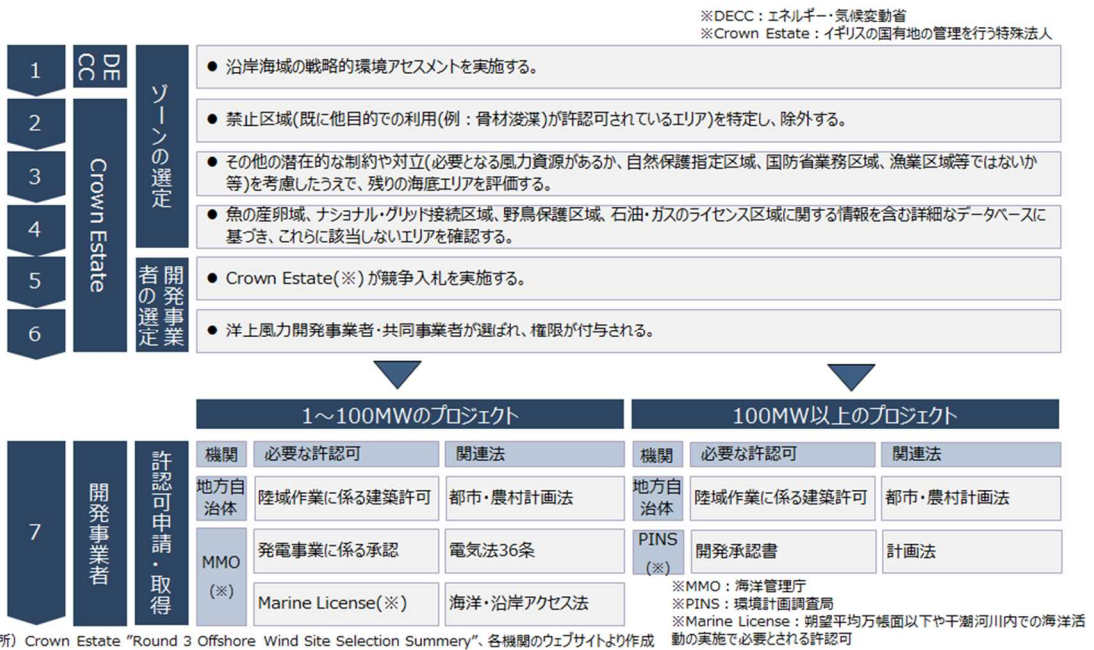 ※DECC：エネルギー・気候変動省
※Crown Estate：イギリスの国有地の管理を行う特殊法人
1
DECC
ゾーンの選定
● 沿岸海域の戦略的環境アセスメントを実施する。
2
Crown Estate
● 禁止区域(既に他目的での利用(例：骨材浚渫)が許認可されているエリア)を特定し、除外する。
3
● その他の潜在的な制約や対立(必要となる風力資源があるか、自然保護指定区域、国防省業務区域、漁業区域等ではないか
等)を考慮したうえで、残りの海底エリアを評価する。
4
● 魚の産卵域、ナショナル・グリッド接続区域、野鳥保護区域、石油・ガスのライセンス区域に関する情報を含む詳細なデータベースに
基づき、これらに該当しないエリアを確認する。
5
開発事業者の選定
● Crown Estate(※)が競争入札を実施する。
6
● 洋上風力開発事業者・共同事業者が選ばれ、権限が付与される。
1～100MWのプロジェクト
100MW以上のプロジェクト
7
開発事業者
許認可申請・取得
機関 必要な許認可 関連法
地方自治体 陸域作業に係る建築許可 都市・農村計画法
MMO
(※)
発電事業に係る承認 電気法36条
Marine License(※) 海洋・沿岸アクセス法
機関 必要な許認可 関連法
地方自治体 陸域作業に係る建築許可 都市・農村計画法
PINS
(※)
開発承認書 計画法
※MMO：海洋管理庁
※PINS：環境計画調査局
※Marine License：朔望平均万帳面以下や干潮河川内での海洋活
動の実施で必要とされる許認可
所）Crown Estate "Round 3 Offshore Wind Site Selection Summery"、各機関のウェブサイトより作成